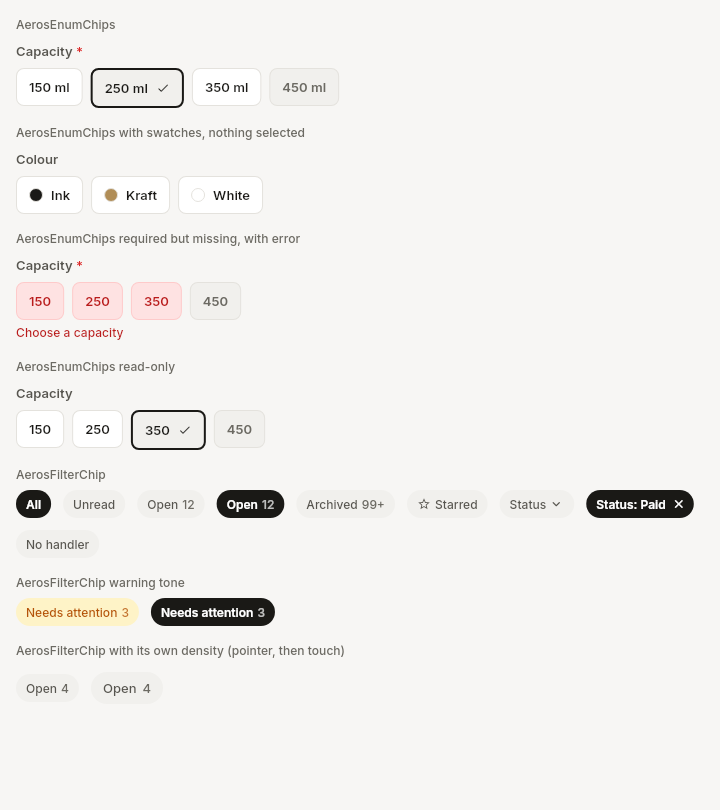 AerosEnumChips
Capacity *
150 ml 250 ml 350 ml 450 ml
AerosEnumChips with swatches, nothing selected
Colour
Ink Kraft White
AerosEnumChips required but missing, with error
Capacity *
150 250 350 450
Choose a capacity
AerosEnumChips read-only
Capacity
150 250 350 450
AerosFilterChip
All Unread Open 12 Open 12 Archived 99+ Starred Status Status: Paid
No handler
AerosFilterChip warning tone
Needs attention 3 Needs attention 3
AerosFilterChip with its own density (pointer, then touch)
Open 4 Open 4